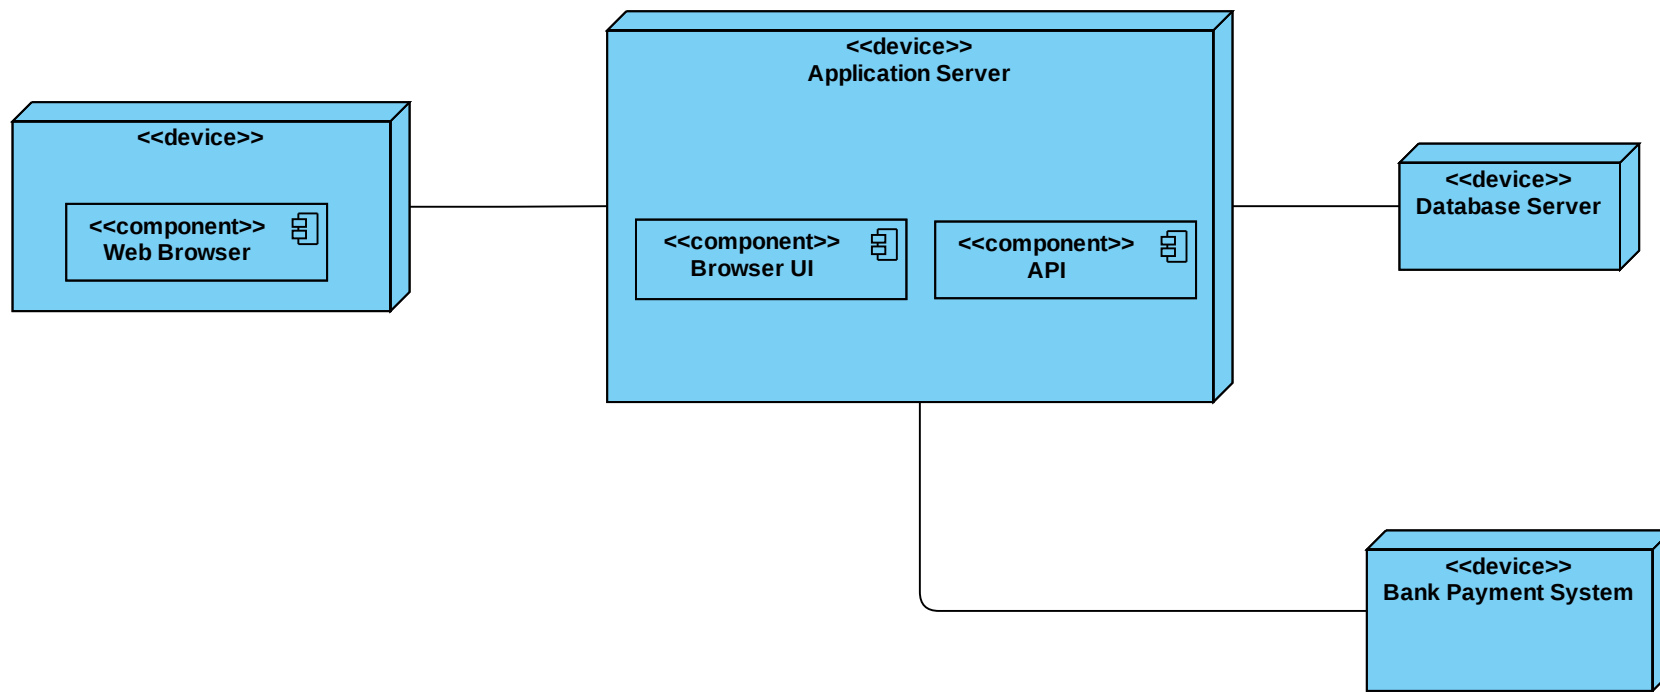 <<device>>
<<component>>
Web Browser
<<device>>
Application Server
<<component>>
Browser UI
<<component>>
API
<<device>>
Database Server
<<device>>
Bank Payment System